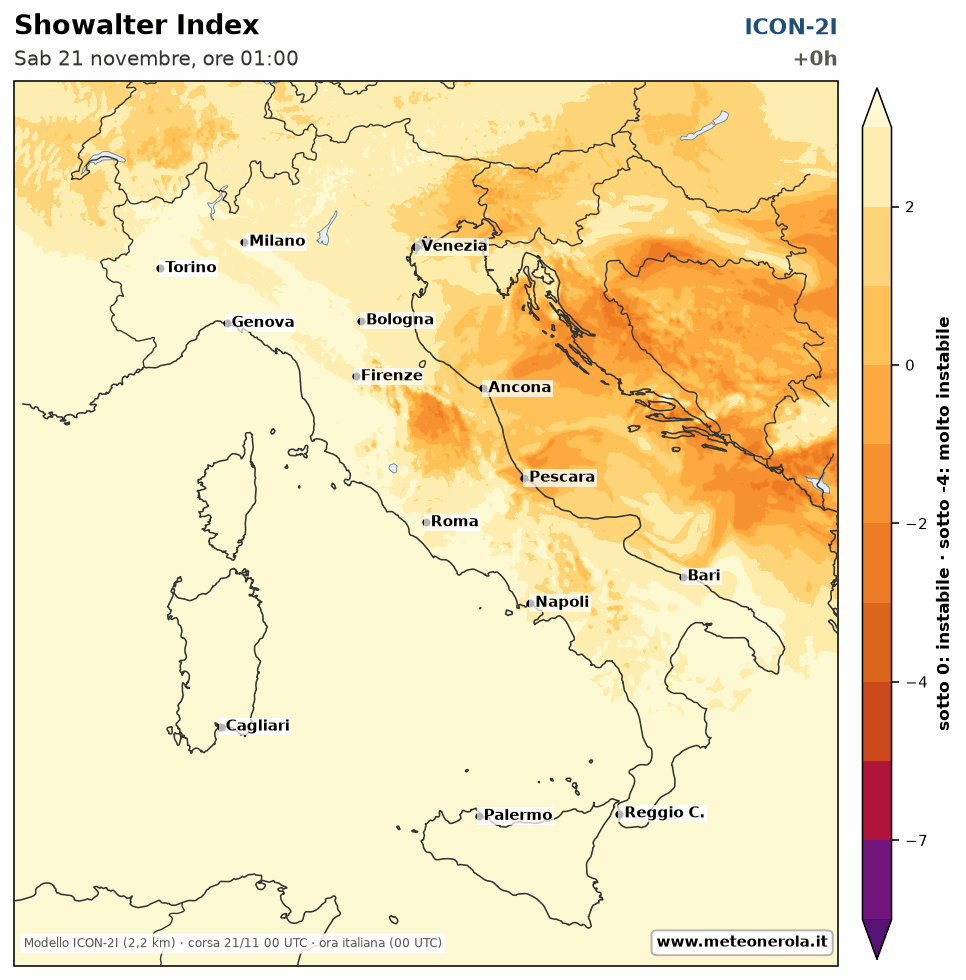 Showalter Index
ICON-2I
Sab 21 novembre, ore 01:00
+0h
Milano
Venezia
Torino
Genova
Bologna
Firenze
Ancona
Pescara
Roma
Bari
Napoli
Cagliari
Palermo
Reggio C.
2
0
−2
−4
−7
sotto 0: instabile · sotto -4: molto instabile
Modello ICON-2I (2,2 km) · corsa 21/11 00 UTC · ora italiana (00 UTC)
www.meteonerola.it